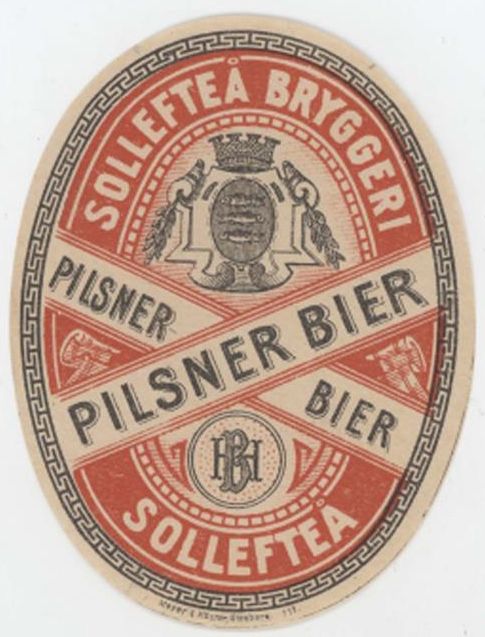 SOLLEFTEÅ BRYGGERI
PILSNER
PILSNER BIER
BIER
SOLLEFTEÅ